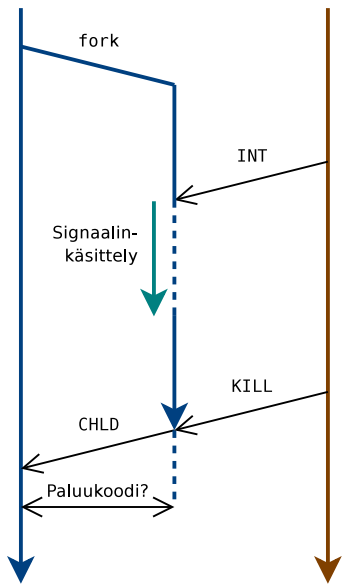 fork
INT
Signaalin-
käsittely
KILL
CHLD
Paluukoodi?